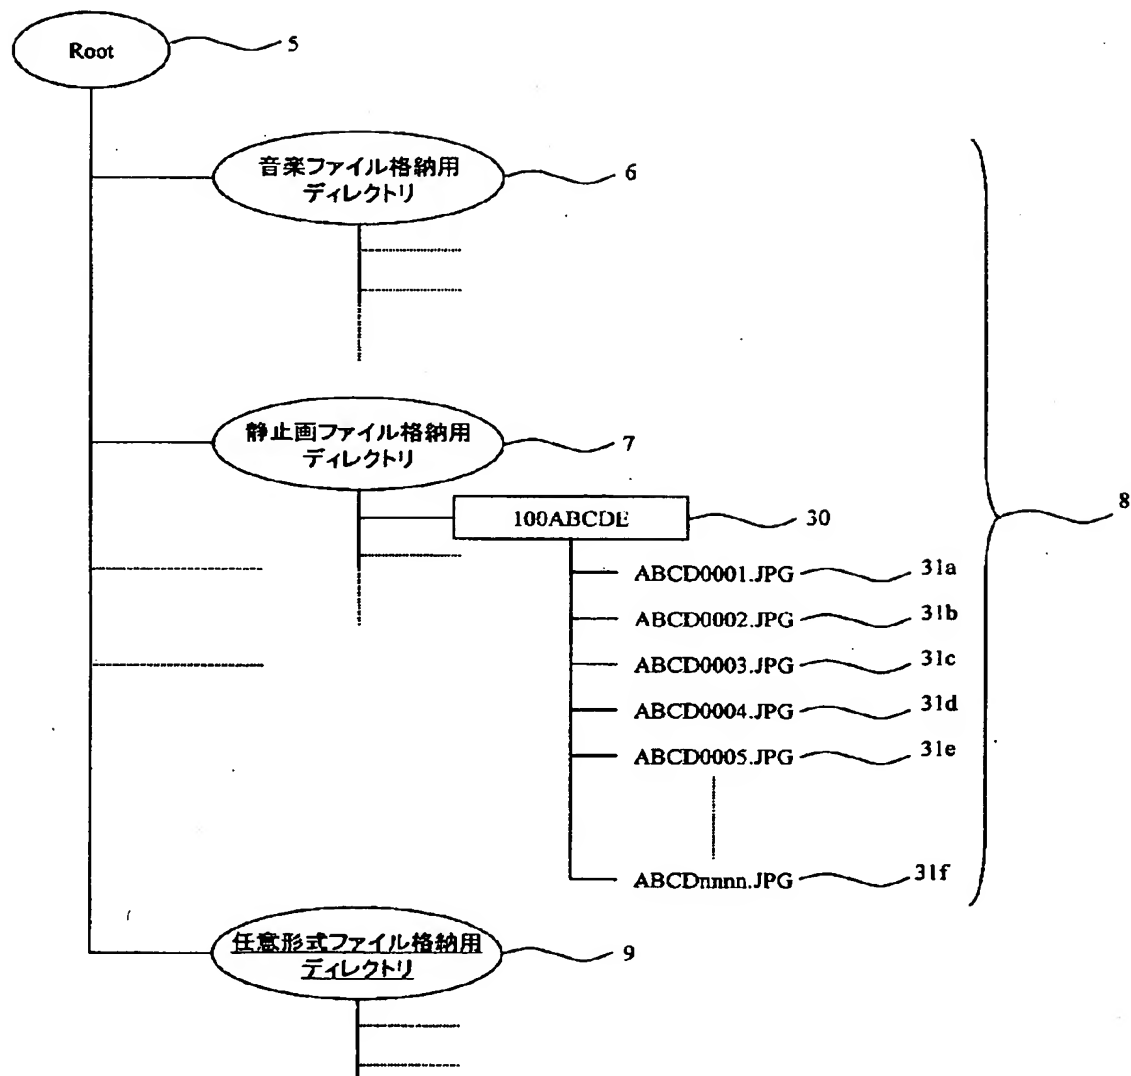 Root 5
音楽ファイル格納用
ディレクトリ 6
静止画ファイル格納用
ディレクトリ 7
100ABCDE 30
8
ABCD0001.JPG 31a
ABCD0002.JPG 31b
ABCD0003.JPG 31c
ABCD0004.JPG 31d
ABCD0005.JPG 31e
ABCDnnnn.JPG 31f
任意形式ファイル格納用
ディレクトリ 9